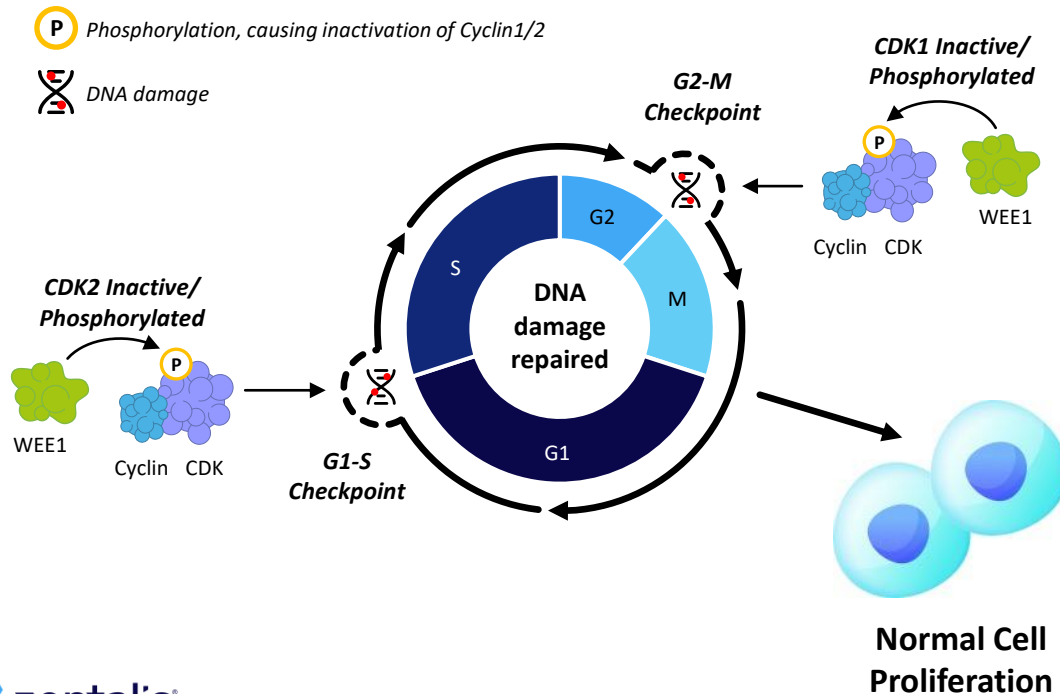 P Phosphorylation, causing inactivation of Cyclin1/2
DNA damage
CDK1 Inactive/
Phosphorylated
G2-M
Checkpoint
P
WEE1
Cyclin CDK
G2
S
M
DNA
damage
repaired
CDK2 Inactive/
Phosphorylated
P
WEE1
Cyclin CDK
G1
G1-S
Checkpoint
Normal Cell
Proliferation